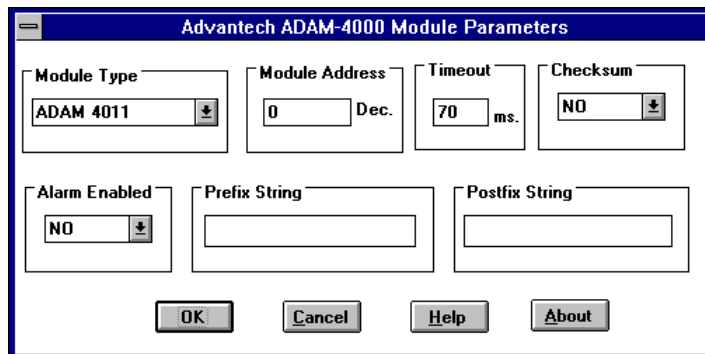 Advantech ADAM-4000 Module Parameters
Module Type
Module Address
Timeout
Checksum
ADAM 4011
0 Dec.
70 ms.
NO
Alarm Enabled
Prefix String
Postfix String
NO
OK
Cancel
Help
About